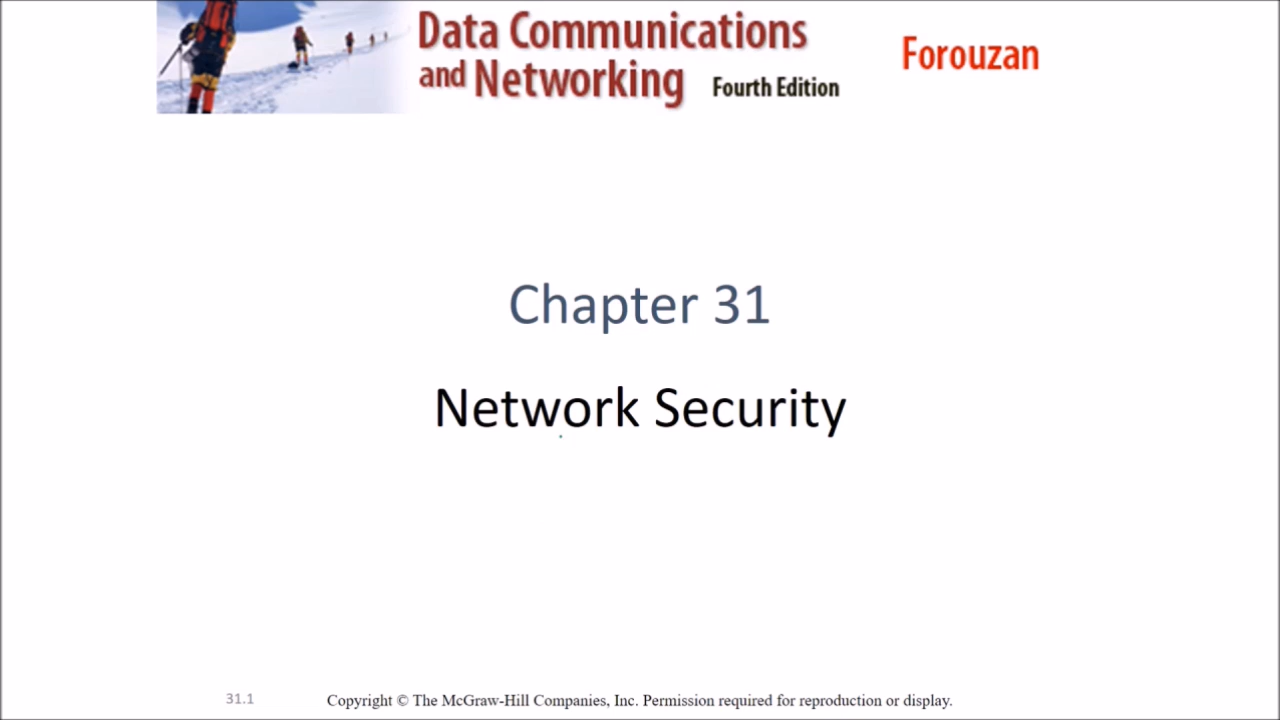 Data Communications
and Networking Fourth Edition
Forouzan
Chapter 31
Network Security
31.1
Copyright © The McGraw-Hill Companies, Inc. Permission required for reproduction or display.